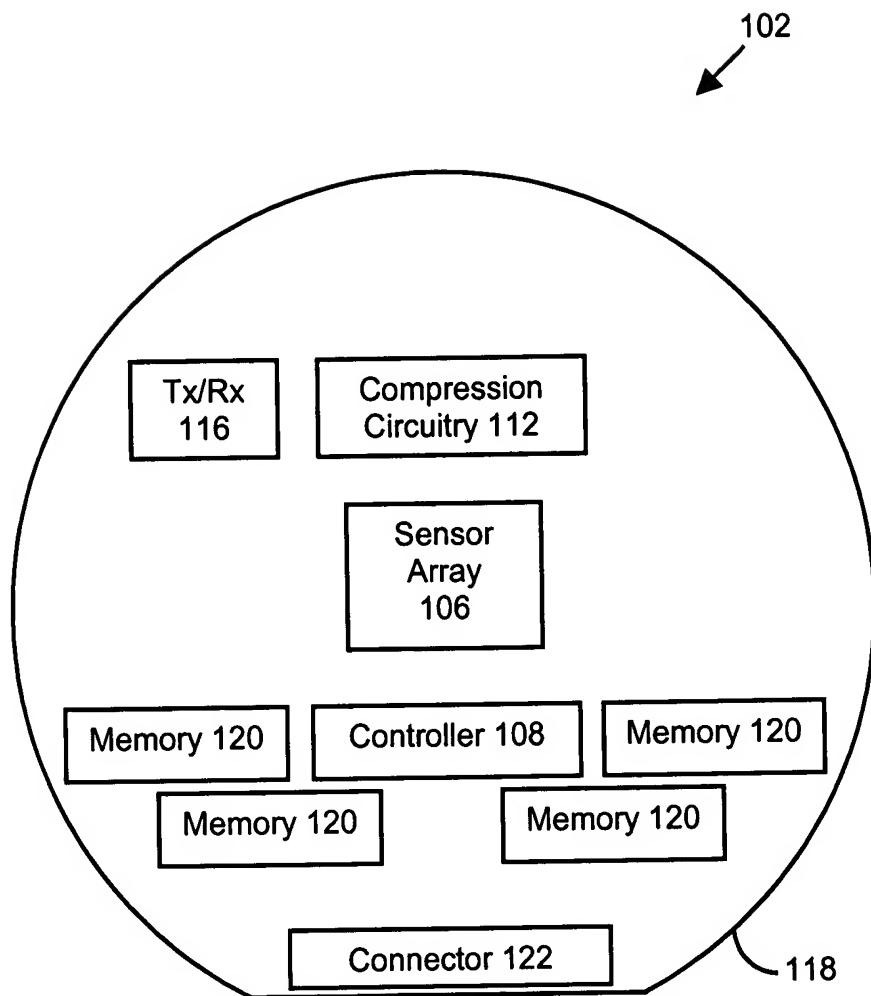 102
Tx/Rx
116
Compression
Circuitry 112
Sensor
Array
106
Memory 120
Controller 108
Memory 120
Memory 120
Memory 120
Connector 122
118